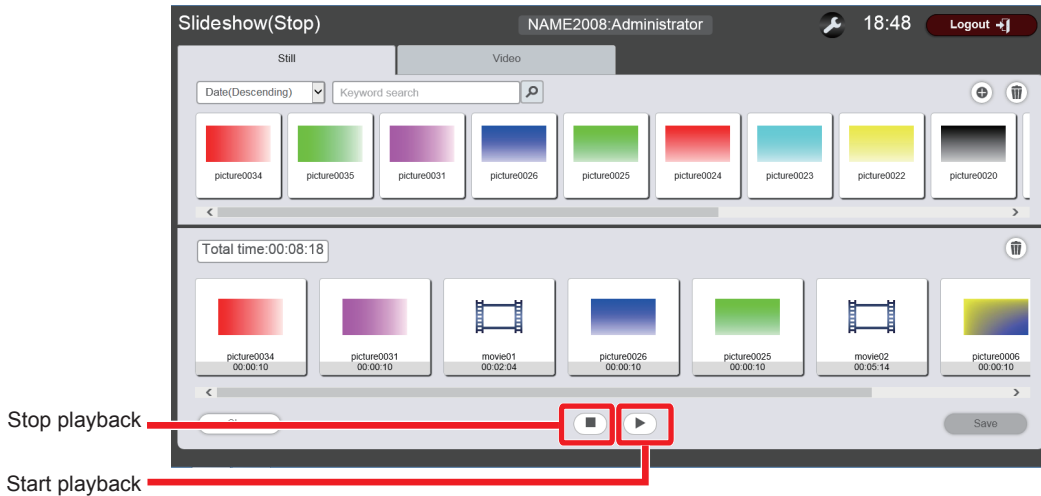 Slideshow(Stop) NAME2008:Administrator 18:48 Logout
Still Video
Date(Descending) Keyword search
picture0034 picture0035 picture0031 picture0026 picture0025 picture0024 picture0023 picture0022 picture0020
Total time:00:08:18
picture0034 picture0031 movie01 picture0026 picture0025 movie02 picture0006
00:00:10 00:00:10 00:02:04 00:00:10 00:00:10 00:05:14 00:00:10
Stop playback
Save
Start playback